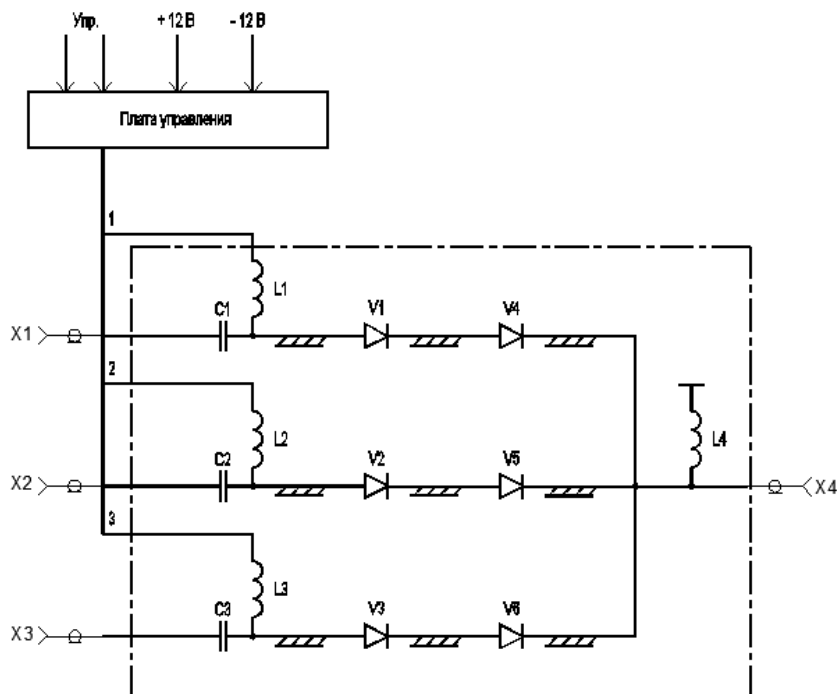 Упр. +12 В -12 В
Плата управления
1
L1
C1 V1 V4
X1
2
L2 L4
C2 V2 V5
X2 X4
3
L3
C3 V3 V6
X3